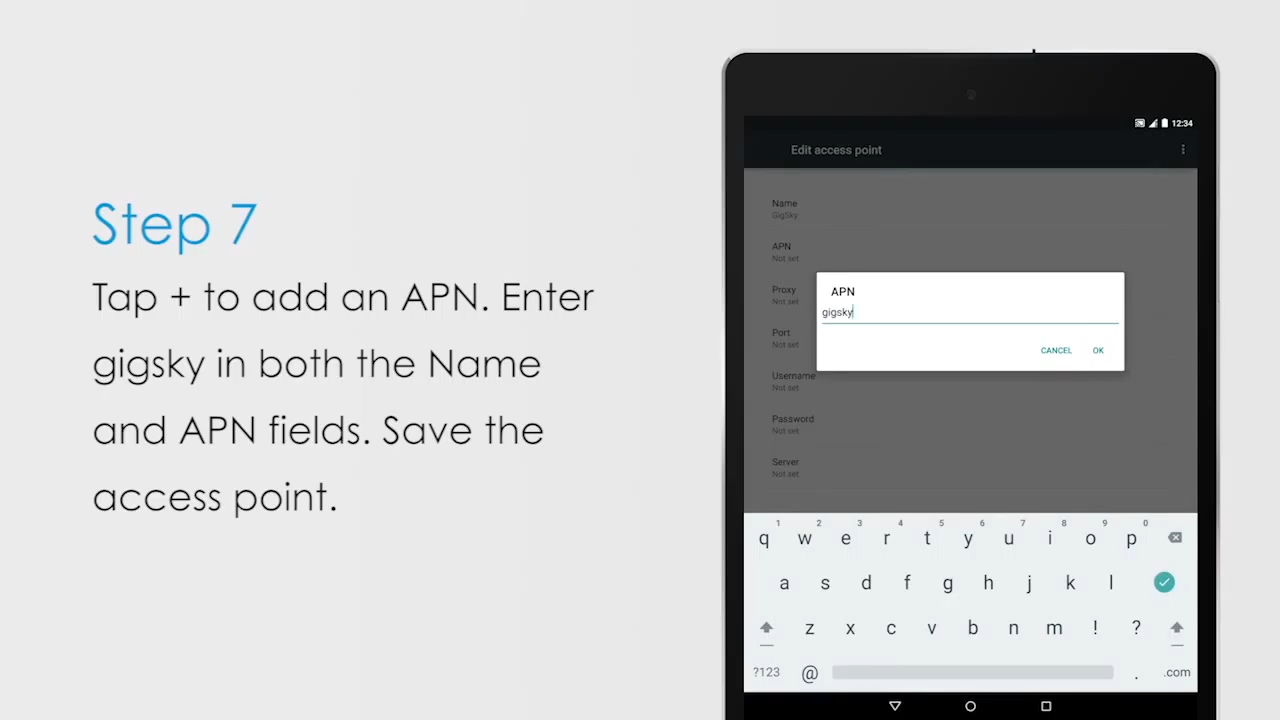 Step 7
Tap + to add an APN. Enter
gigsky in both the Name
and APN fields. Save the
access point.
12:34
Edit access point
Name
GigSky
APN
Not set
Proxy
Not set
Port
Not set
Username
Not set
Password
Not set
Server
Not set
APN
gigsky
CANCEL OK
1 2 3 4 5 6 7 8 9 0
q w e r t y u i o p
a s d f g h j k l
z x c v b n m ! ?
?123 @ . .com